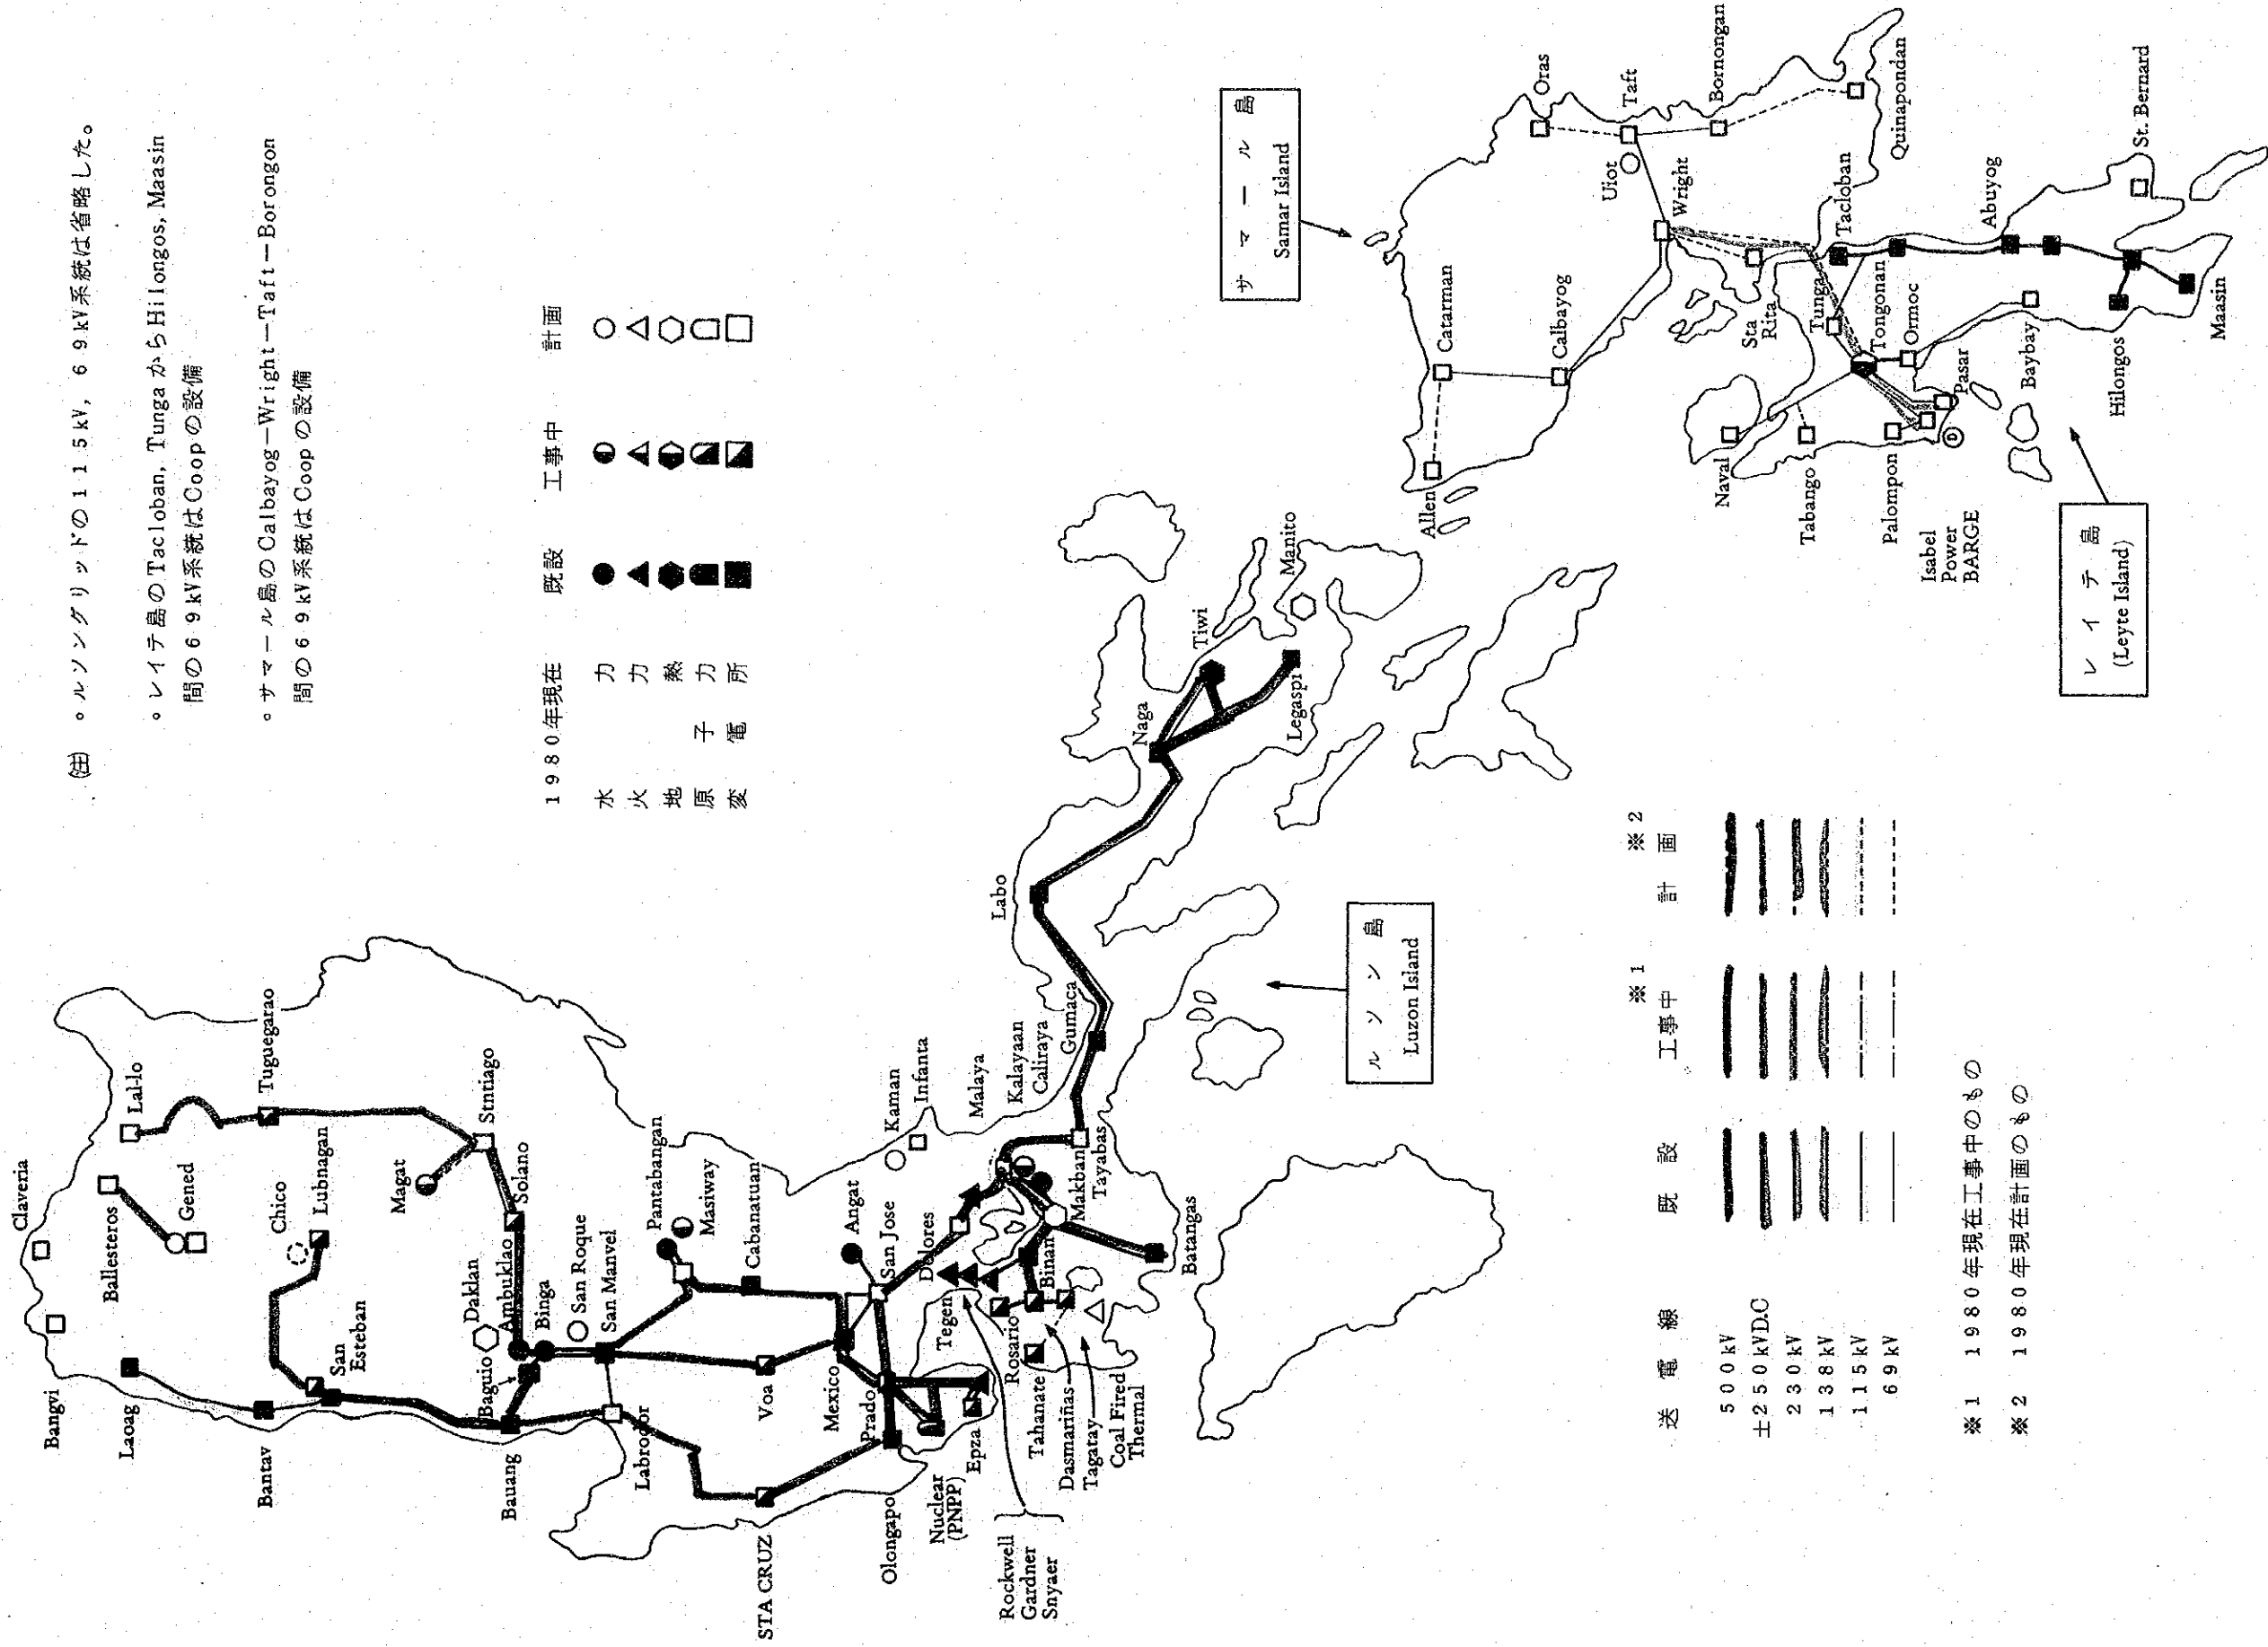 (注) 。ルソングリッドの115kV, 69kV系統は省略した。
。レイテ島のTacloban, TungaからHilongos, Maasin
間の69kV系統はCoopの設備
。サマール島のCalbayog-Wright-Taft-Borongon
間の69kV系統はCoopの設備
1980年現在 既設 工事中 計画
水力
火力
地熱
原子力
変電所
サマール島
Samar Island
Oras
Taft
Bornongan
Uiot
Wright
Quinapondan
Catarman
Calbayog
Allen
Sta
Rita
Tacloban
Tunga
Tongonan
Ormoc
Abuyog
St. Bernard
Naval
Tabango
Palompon
Isabel
Power
BARGE
Pasar
Baybay
Hilongos
Maasin
レイテ島
(Leyte Island)
Claveria
Bangvi
Laoag
Ballesteros
Lal-lo
Gened
Tuguegarao
Chico
Lubnagan
Bantav
San
Esteban
Magat
Stntiago
Solano
Daklan
Ambuklao
Baguio
Binga
San Roque
Bauang
San Manvel
Labrodor
Pantabangan
Masiway
Cabanatuan
Voa
STA CRUZ
Mexico
Angat
San Jose
Prado
Olongapo
Nuclear
(PNPP)
Epza
Kaman
Infanta
Malaya
Kalayaan
Caliraya
Gumaca
Dolores
Tegen
Rockwell
Gardner
Snyaer
Rosario
Binan
Makban
Tayabas
Tahanate
Dasmariñas
Tagatay
Coal Fired
Thermal
Batangas
Labo
Naga
Tiwi
Legaspi
Manito
ルソン島
Luzon Island
※1 ※2
送電線 既設 工事中 計画
500kV
±250kVD.C
230kV
138kV
115kV
69kV
※1 1980年現在工事中のもの
※2 1980年現在計画のもの